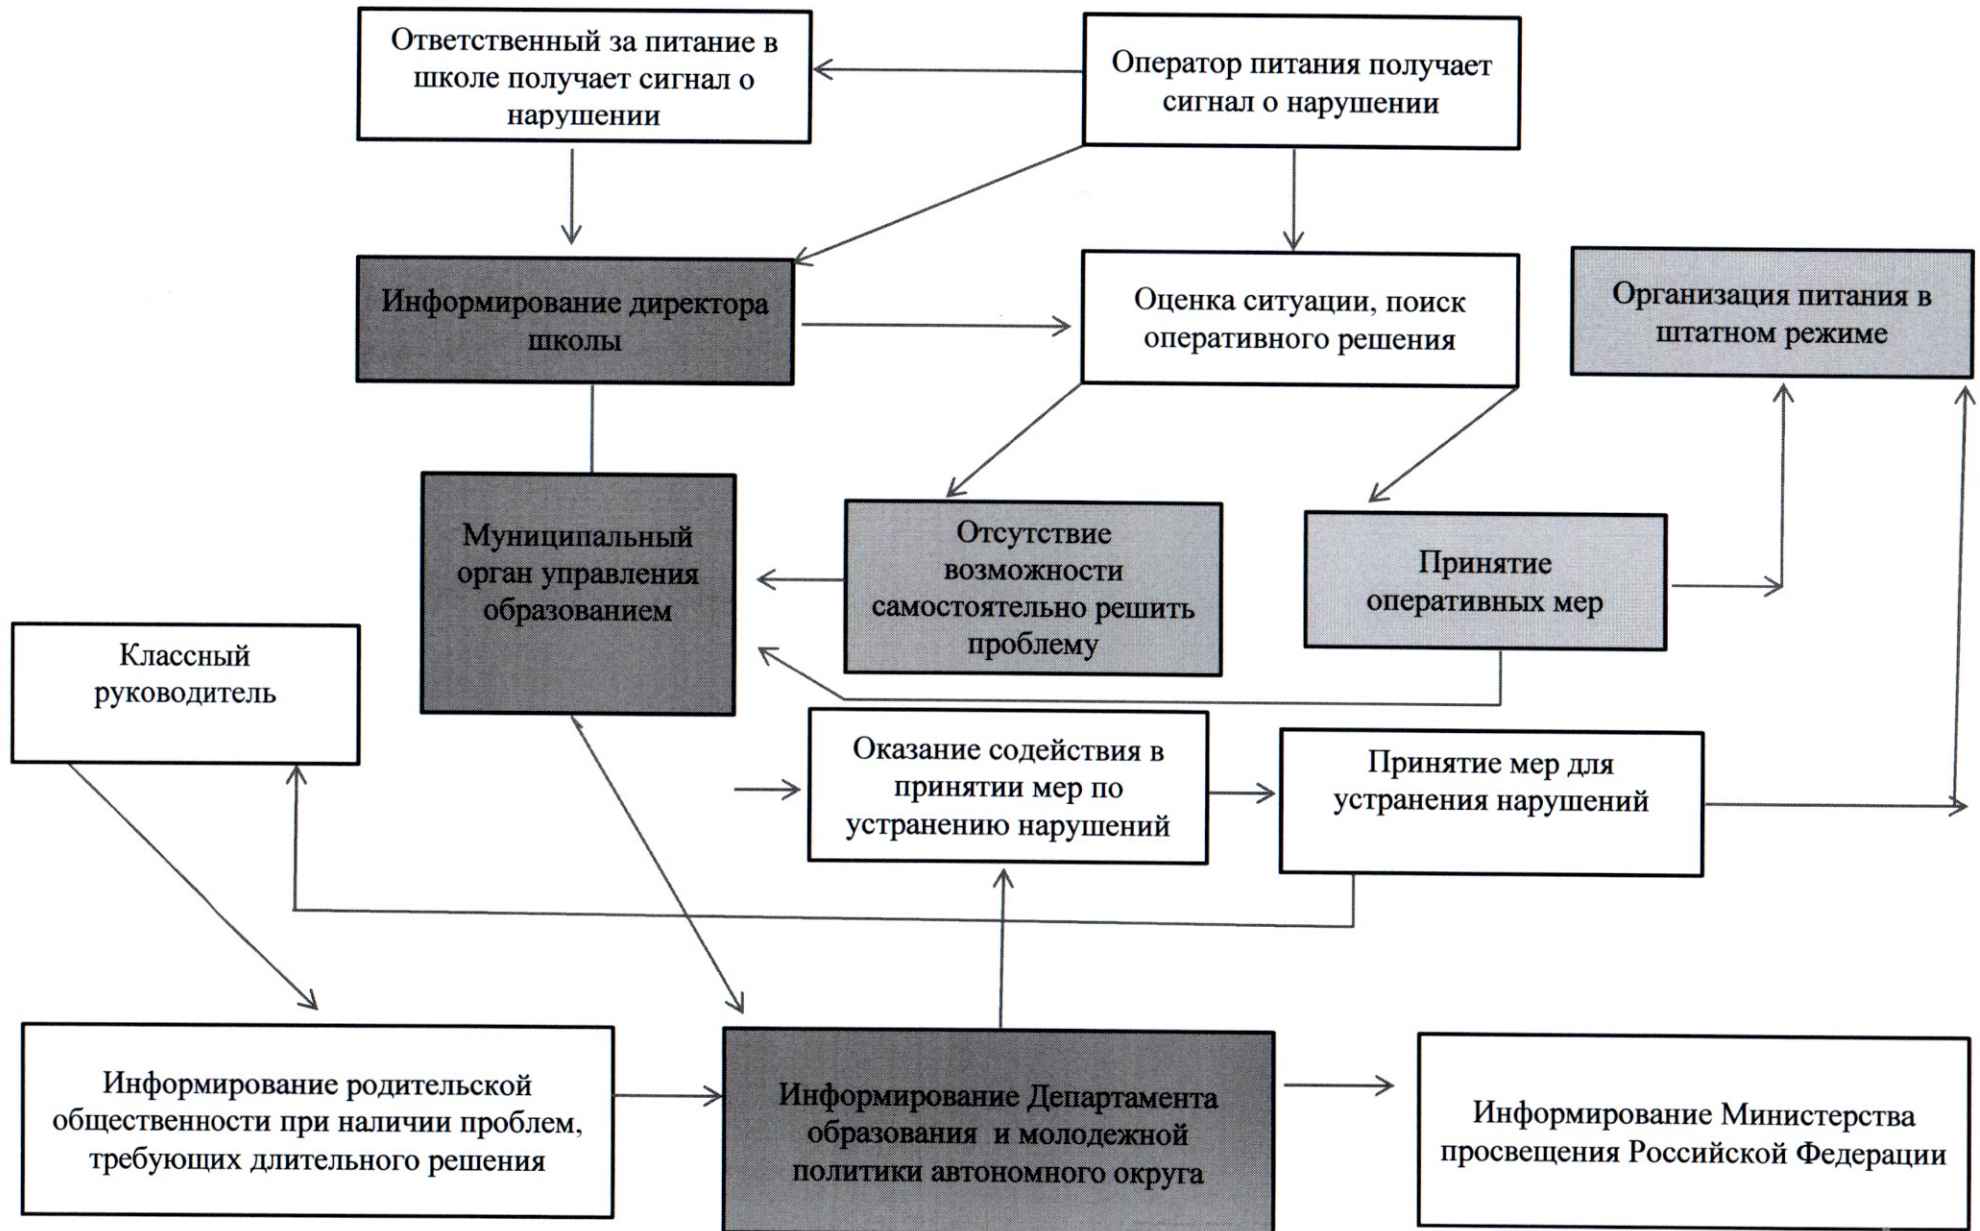 Ответственный за питание в
школе получает сигнал о
нарушении
Оператор питания получает
сигнал о нарушении
Информирование директора
школы
Оценка ситуации, поиск
оперативного решения
Организация питания в
штатном режиме
Муниципальный
орган управления
образованием
Отсутствие
возможности
самостоятельно решить
проблему
Принятие
оперативных мер
Классный
руководитель
Оказание содействия в
принятии мер по
устранению нарушений
Принятие мер для
устранения нарушений
Информирование родительской
общественности при наличии проблем,
требующих длительного решения
Информирование Департамента
образования и молодежной
политики автономного округа
Информирование Министерства
просвещения Российской Федерации